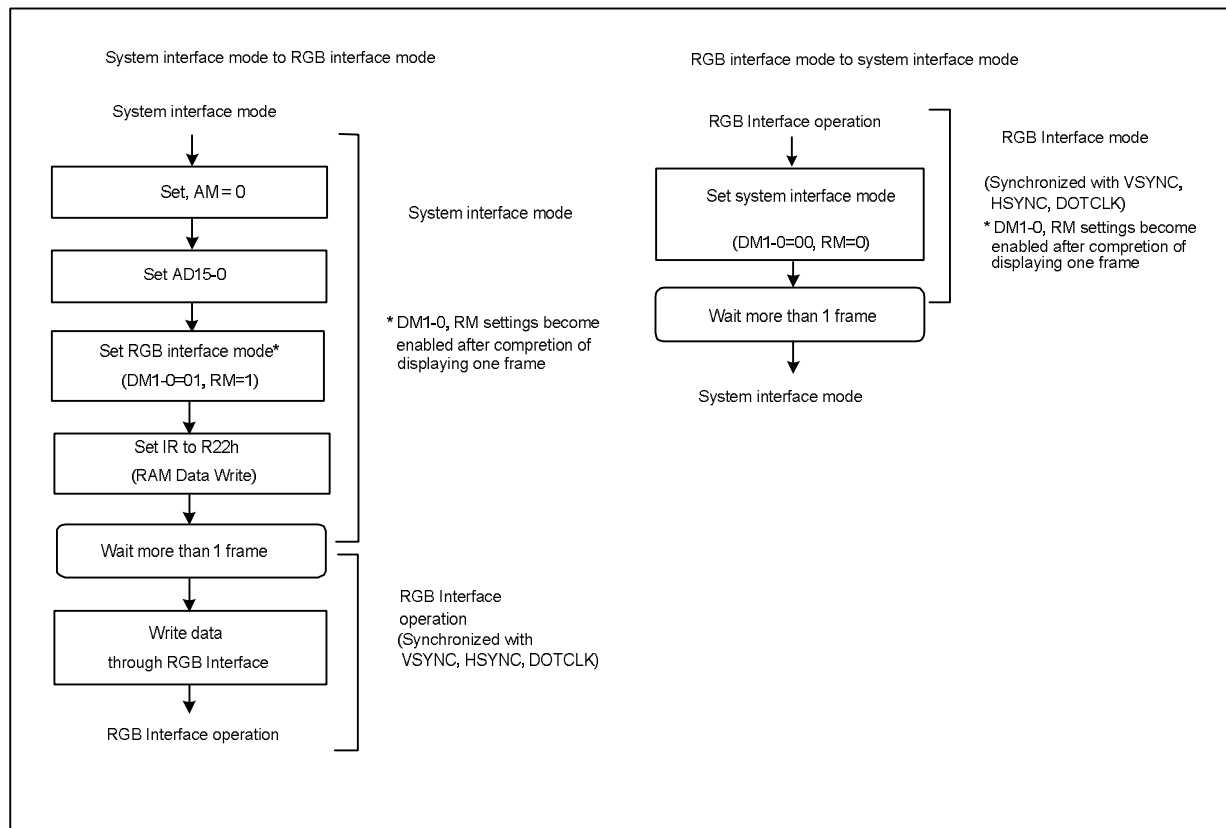 System interface mode to RGB interface mode
System interface mode
Set, AM = 0
Set AD15-0
Set RGB interface mode*
(DM1-0=01, RM=1)
Set IR to R22h
(RAM Data Write)
Wait more than 1 frame
Write data
through RGB Interface
RGB Interface operation
System interface mode
* DM1-0, RM settings become
enabled after compretion of
displaying one frame
RGB Interface
operation
(Synchronized with
VSYNC, HSYNC, DOTCLK)
RGB interface mode to system interface mode
RGB Interface operation
Set system interface mode
(DM1-0=00, RM=0)
Wait more than 1 frame
System interface mode
RGB Interface mode
(Synchronized with VSYNC,
HSYNC, DOTCLK)
* DM1-0, RM settings become
enabled after compretion of
displaying one frame